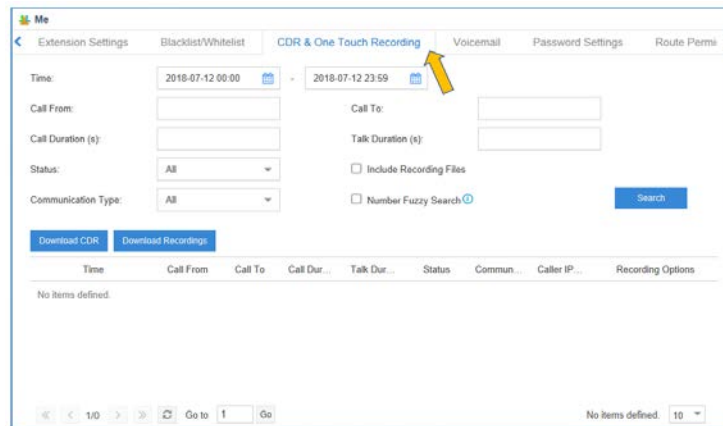 Me
Extension Settings Blacklist/Whitelist CDR & One Touch Recording Voicemail Password Settings Route Permi
Time: 2018-07-12 00:00 - 2018-07-12 23:59
Call From: Call To:
Call Duration (s): Talk Duration (s):
Status: All Include Recording Files
Communication Type: All Number Fuzzy Search Search
Download CDR Download Recordings
Time Call From Call To Call Dur... Talk Dur... Status Commun... Caller IP... Recording Options
No items defined.
1/0 Go to 1 Go No items defined. 10